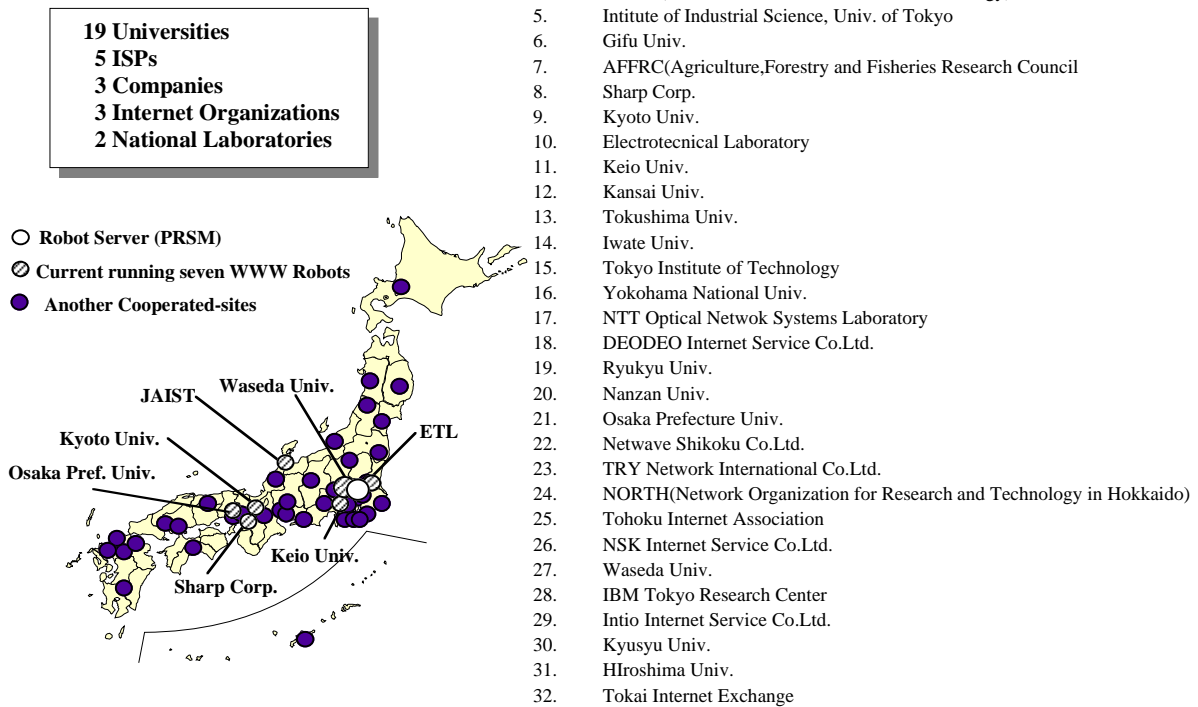 19 Universities
5 ISPs
3 Companies
3 Internet Organizations
2 National Laboratories
Robot Server (PRSM)
Current running seven WWW Robots
Another Cooperated-sites
Waseda Univ.
JAIST
Kyoto Univ.
ETL
Osaka Pref. Univ.
Keio Univ.
Sharp Corp.
5. Intitute of Industrial Science, Univ. of Tokyo
6. Gifu Univ.
7. AFFRC(Agriculture,Forestry and Fisheries Research Council
8. Sharp Corp.
9. Kyoto Univ.
10. Electrotecnical Laboratory
11. Keio Univ.
12. Kansai Univ.
13. Tokushima Univ.
14. Iwate Univ.
15. Tokyo Institute of Technology
16. Yokohama National Univ.
17. NTT Optical Netwok Systems Laboratory
18. DEODEO Internet Service Co.Ltd.
19. Ryukyu Univ.
20. Nanzan Univ.
21. Osaka Prefecture Univ.
22. Netwave Shikoku Co.Ltd.
23. TRY Network International Co.Ltd.
24. NORTH(Network Organization for Research and Technology in Hokkaido)
25. Tohoku Internet Association
26. NSK Internet Service Co.Ltd.
27. Waseda Univ.
28. IBM Tokyo Research Center
29. Intio Internet Service Co.Ltd.
30. Kyusyu Univ.
31. HIroshima Univ.
32. Tokai Internet Exchange